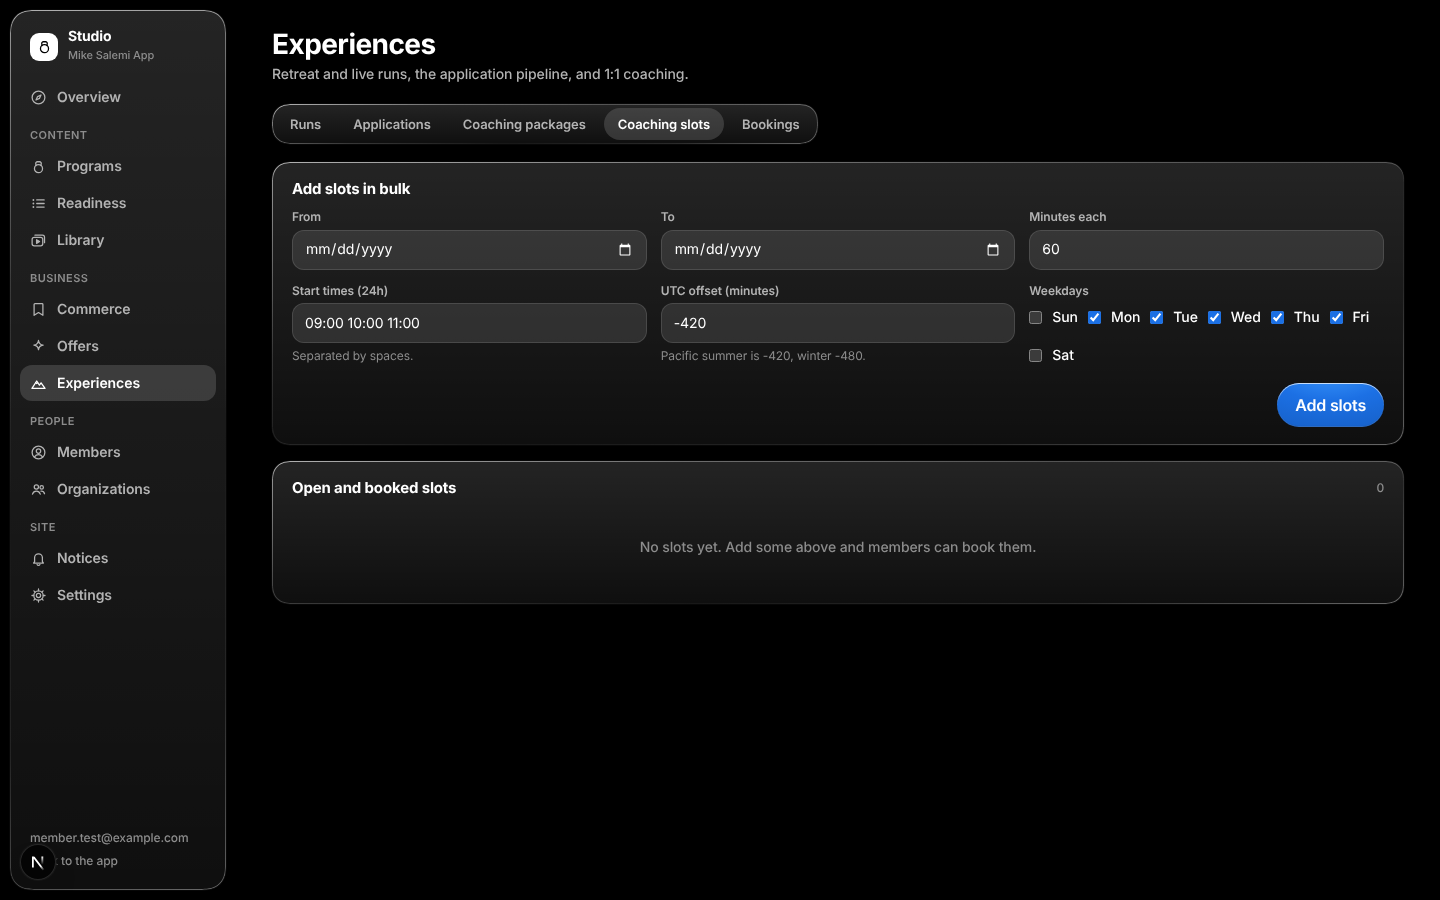 Studio
Mike Salemi App
Overview
CONTENT
Programs
Readiness
Library
BUSINESS
Commerce
Offers
Experiences
PEOPLE
Members
Organizations
SITE
Notices
Settings
member.test@example.com
N
to the app
Experiences
Retreat and live runs, the application pipeline, and 1:1 coaching.
Runs Applications Coaching packages Coaching slots Bookings
Add slots in bulk
From To Minutes each
mm/dd/yyyy mm/dd/yyyy 60
Start times (24h) UTC offset (minutes) Weekdays
09:00 10:00 11:00 -420 Sun Mon Tue Wed Thu Fri
Separated by spaces. Pacific summer is -420, winter -480. Sat
Add slots
Open and booked slots 0
No slots yet. Add some above and members can book them.